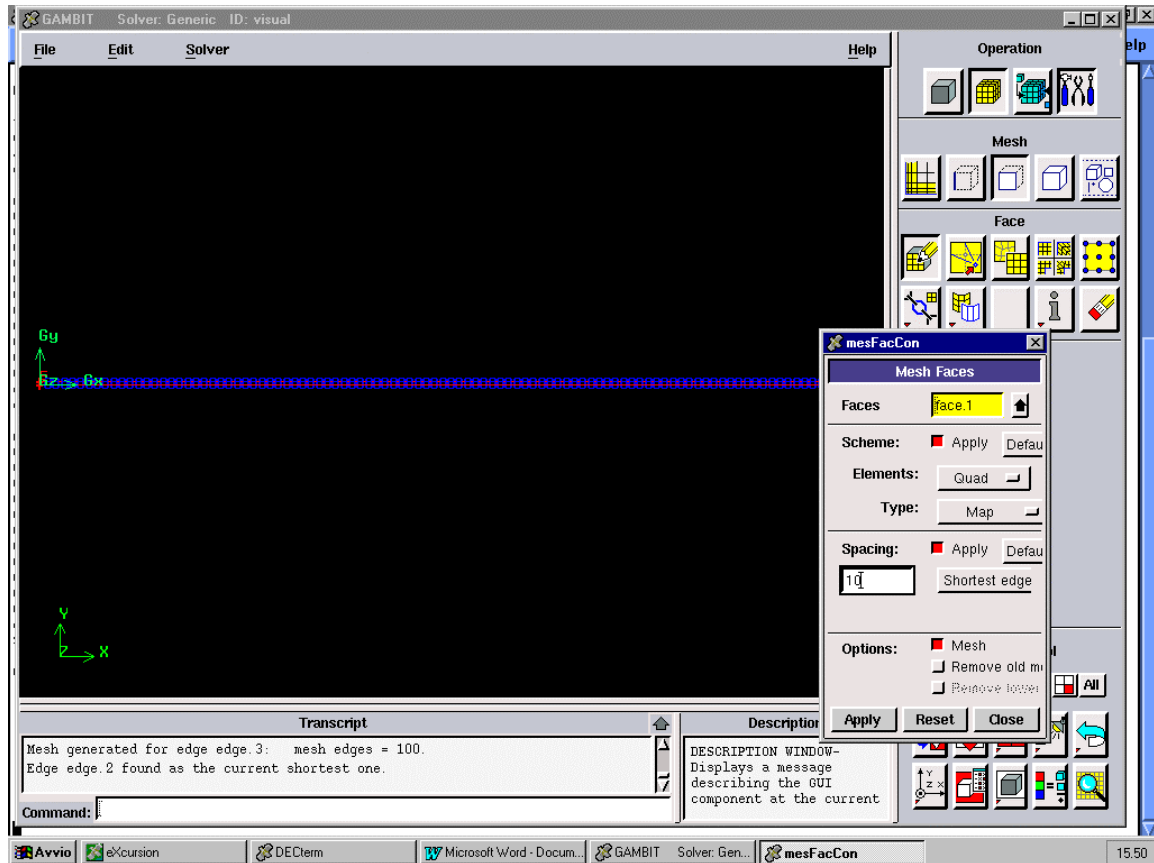 GAMBIT Solver: Generic ID: visual
elp
File Edit Solver Help
Operation
Mesh
Face
Gy
Gz Gx
Y
Z X
mesFacCon
Mesh Faces
Faces face.1
Scheme: Apply Defau
Elements: Quad
Type: Map
Spacing: Apply Defau
10 Shortest edge
Options: Mesh
Remove old m
Remove lower
Apply Reset Close
All
Transcript
Mesh generated for edge edge.3: mesh edges = 100.
Edge edge.2 found as the current shortest one.
Command:
Description
DESCRIPTION WINDOW-
Displays a message
describing the GUI
component at the current
Y
Z X
Avvio eXcursion DECterm Microsoft Word - Docum... GAMBIT Solver: Gen... mesFacCon 15.50